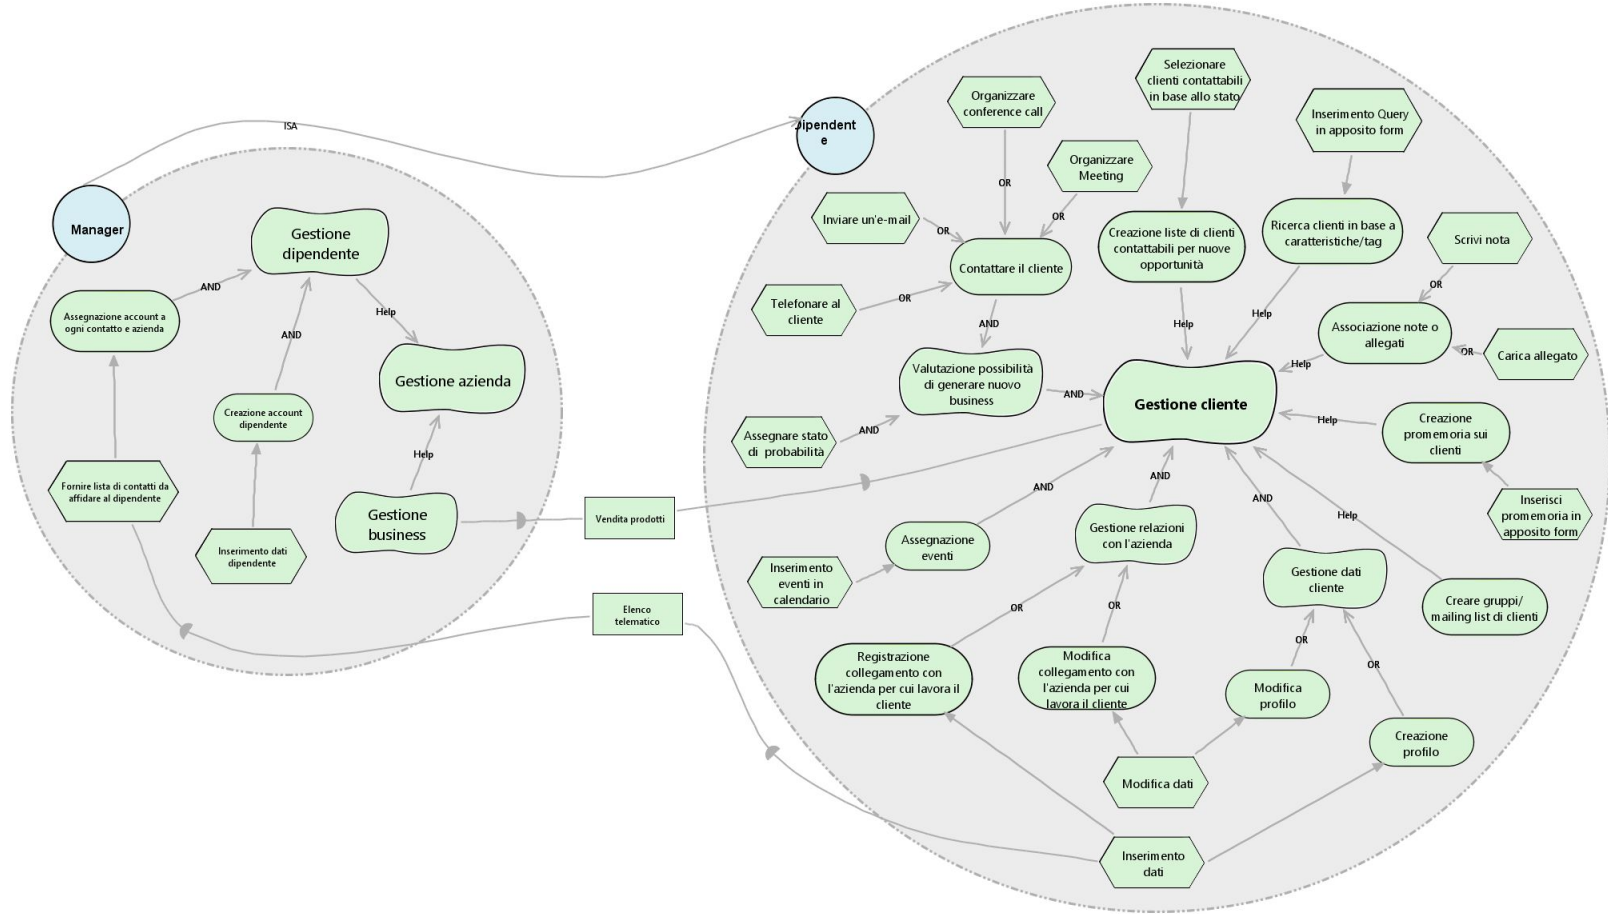 ISA
Manager
Gestione
dipendente
AND
Assegnazione account a
ogni contatto e azienda
AND
Help
Gestione azienda
Creazione account
dipendente
Help
Fornire lista di contatti da
affidare al dipendente
Gestione
business
Inserimento dati
dipendente
Vendita prodotti
Elenco
telematico
Dipendent
e
Organizzare
conference call
Selezionare
clienti contattabili
in base allo stato
Inserimento Query
in apposito form
OR
Organizzare
Meeting
Inviare un'e-mail
OR
OR
Contattare il cliente
Creazione liste di clienti
contattabili per nuove
opportunità
Ricerca clienti in base a
caratteristiche/tag
Scrivi nota
OR
Telefonare al
cliente
OR
AND
Help
Help
Associazione note o
allegati
OR
Carica allegato
Help
Valutazione possibilità
di generare nuovo
business
AND
Gestione cliente
Assegnare stato
di probabilità
AND
Help
Creazione
promemoria sui
clienti
Inserisci
promemoria in
apposito form
AND
AND
AND
Help
Assegnazione
eventi
Gestione relazioni
con l'azienda
Inserimento
eventi in
calendario
Gestione dati
cliente
Creare gruppi/
mailing list di clienti
OR
OR
OR
OR
Registrazione
collegamento con
l'azienda per cui lavora il
cliente
Modifica
collegamento con
l'azienda per cui
lavora il cliente
Modifica
profilo
Creazione
profilo
Modifica dati
Inserimento
dati